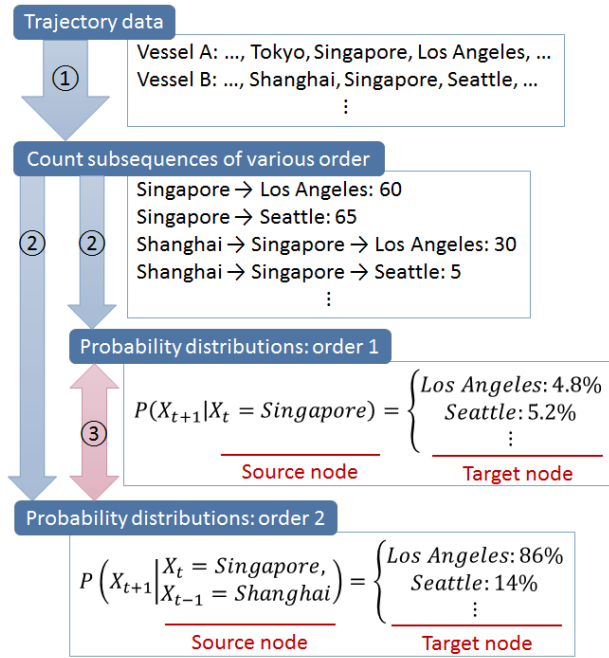 Trajectory data
Vessel A: ..., Tokyo, Singapore, Los Angeles, ...
Vessel B: ..., Shanghai, Singapore, Seattle, ...
⋮
①
Count subsequences of various order
Singapore → Los Angeles: 60
Singapore → Seattle: 65
Shanghai → Singapore → Los Angeles: 30
Shanghai → Singapore → Seattle: 5
⋮
②
②
Probability distributions: order 1
P(X_{t+1}|X_t = Singapore) = { Los Angeles: 4.8%
Seattle: 5.2%
⋮
Source node
Target node
③
Probability distributions: order 2
P(X_{t+1}|X_t = Singapore, X_{t-1} = Shanghai) = { Los Angeles: 86%
Seattle: 14%
⋮
Source node
Target node